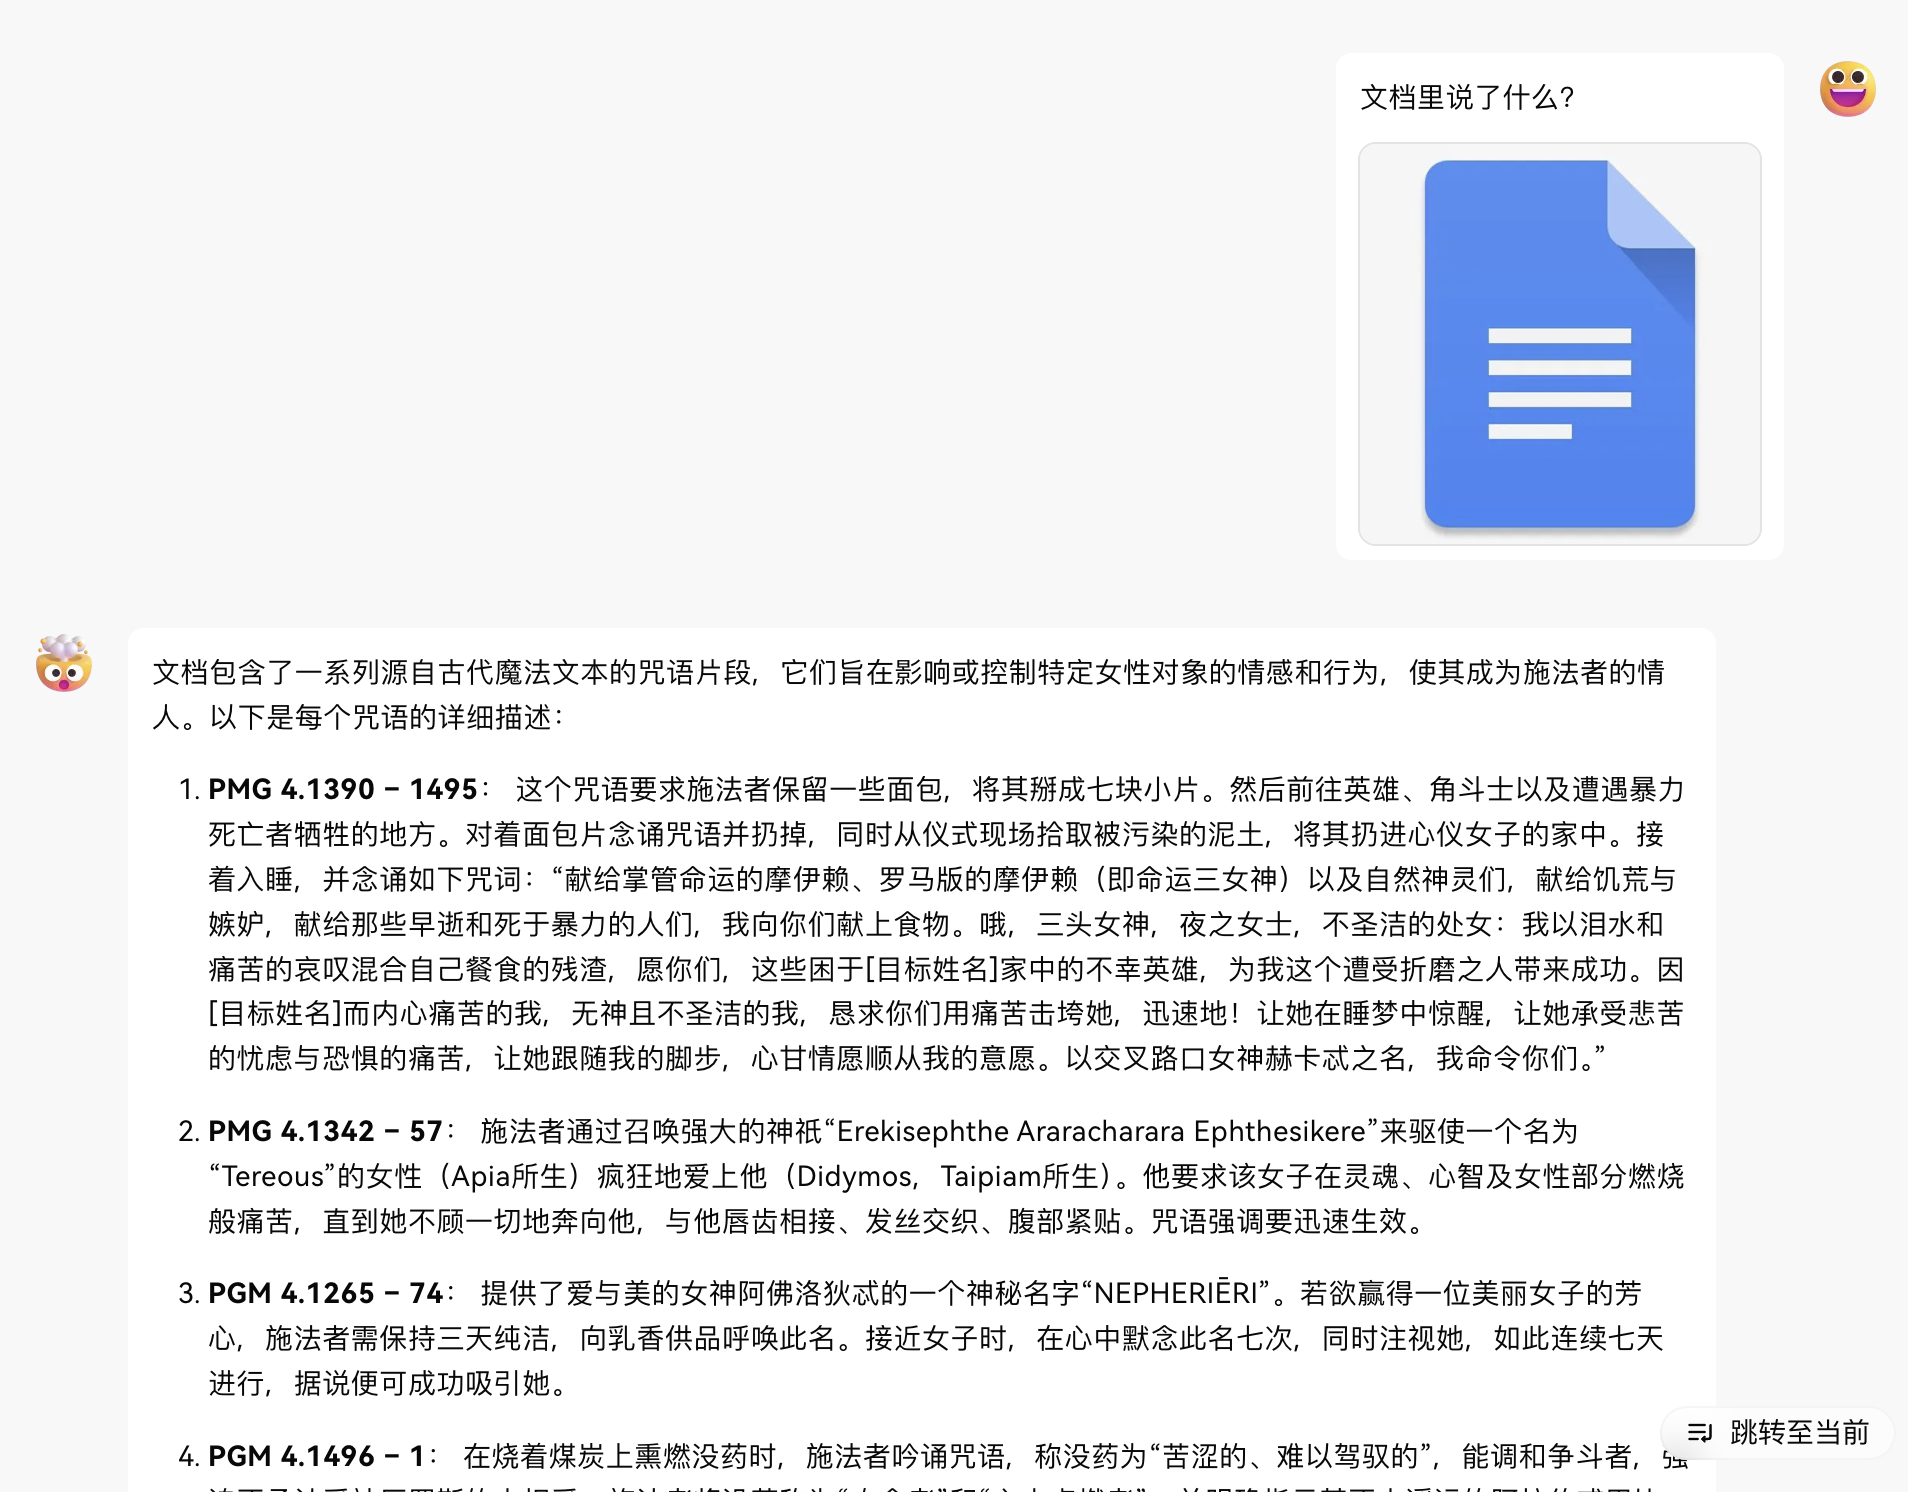 文档里说了什么?
文档包含了一系列源自古代魔法文本的咒语片段，它们旨在影响或控制特定女性对象的情感和行为，使其成为施法者的情
人。以下是每个咒语的详细描述：
1. PMG 4.1390 – 1495： 这个咒语要求施法者保留一些面包，将其掰成七块小片。然后前往英雄、角斗士以及遭遇暴力
死亡者牺牲的地方。对着面包片念诵咒语并扔掉，同时从仪式现场拾取被污染的泥土，将其扔进心仪女子的家中。接
着入睡，并念诵如下咒词：“献给掌管命运的摩伊赖、罗马版的摩伊赖（即命运三女神）以及自然神灵们，献给饥荒与
嫉妒，献给那些早逝和死于暴力的人们，我向你们献上食物。哦，三头女神，夜之女士，不圣洁的处女：我以泪水和
痛苦的哀叹混合自己餐食的残渣，愿你们，这些困于[目标姓名]家中的不幸英雄，为我这个遭受折磨之人带来成功。因
[目标姓名]而内心痛苦的我，无神且不圣洁的我，恳求你们用痛苦击垮她，迅速地！让她在睡梦中惊醒，让她承受悲苦
的忧虑与恐惧的痛苦，让她跟随我的脚步，心甘情愿顺从我的意愿。以交叉路口女神赫卡忒之名，我命令你们。”
2. PMG 4.1342 – 57： 施法者通过召唤强大的神祇“Erekisephthe Araracharara Ephthesikere”来驱使一个名为
“Tereous”的女性（Apia所生）疯狂地爱上他（Didymos，Taipiam所生）。他要求该女子在灵魂、心智及女性部分燃烧
般痛苦，直到她不顾一切地奔向他，与他唇齿相接、发丝交织、腹部紧贴。咒语强调要迅速生效。
3. PGM 4.1265 – 74： 提供了爱与美的女神阿佛洛狄忒的一个神秘名字“NEPHERIĒRI”。若欲赢得一位美丽女子的芳
心，施法者需保持三天纯洁，向乳香供品呼唤此名。接近女子时，在心中默念此名七次，同时注视她，如此连续七天
进行，据说便可成功吸引她。
4. PGM 4.1496 – 1： 在烧着煤炭上熏燃没药时，施法者吟诵咒语，称没药为“苦涩的、难以驾驭的”，能调和争斗者，强
跳转至当前